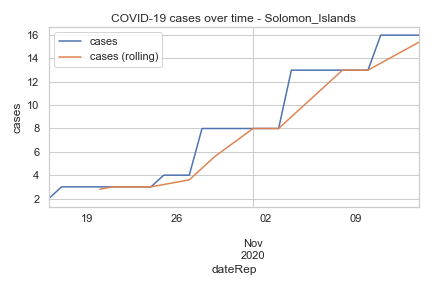 COVID-19 cases over time - Solomon_Islands
cases
cases (rolling)
cases
16
14
12
10
8
6
4
2
19
26
02
09
Nov
2020
dateRep